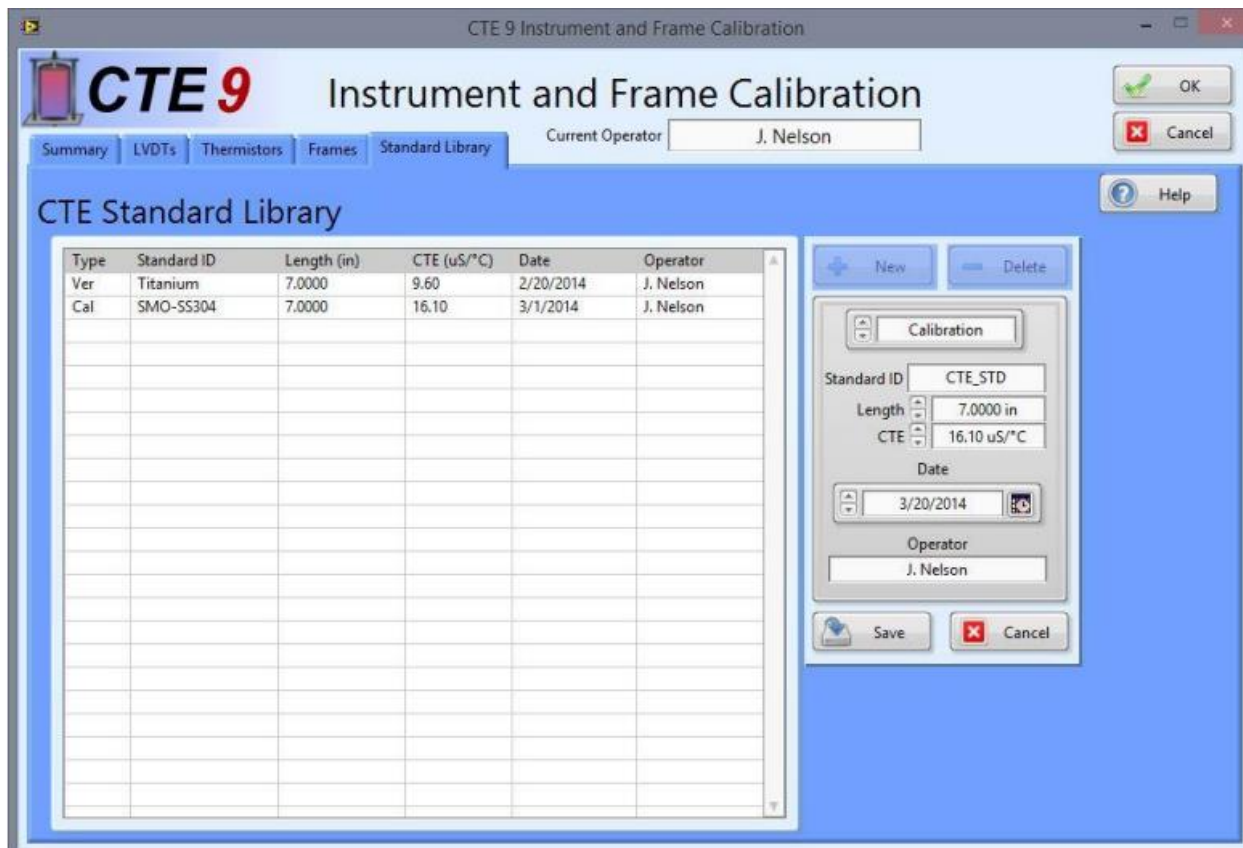 CTE 9 Instrument and Frame Calibration
CTE 9
Instrument and Frame Calibration
OK
Current Operator J. Nelson
Cancel
Summary LVDTs Thermistors Frames Standard Library
Help
CTE Standard Library
Type Standard ID Length (in) CTE (uS/°C) Date Operator
Ver Titanium 7.0000 9.60 2/20/2014 J. Nelson
Cal SMO-SS304 7.0000 16.10 3/1/2014 J. Nelson
New Delete
Calibration
Standard ID CTE_STD
Length 7.0000 in
CTE 16.10 uS/°C
Date
3/20/2014
Operator
J. Nelson
Save Cancel